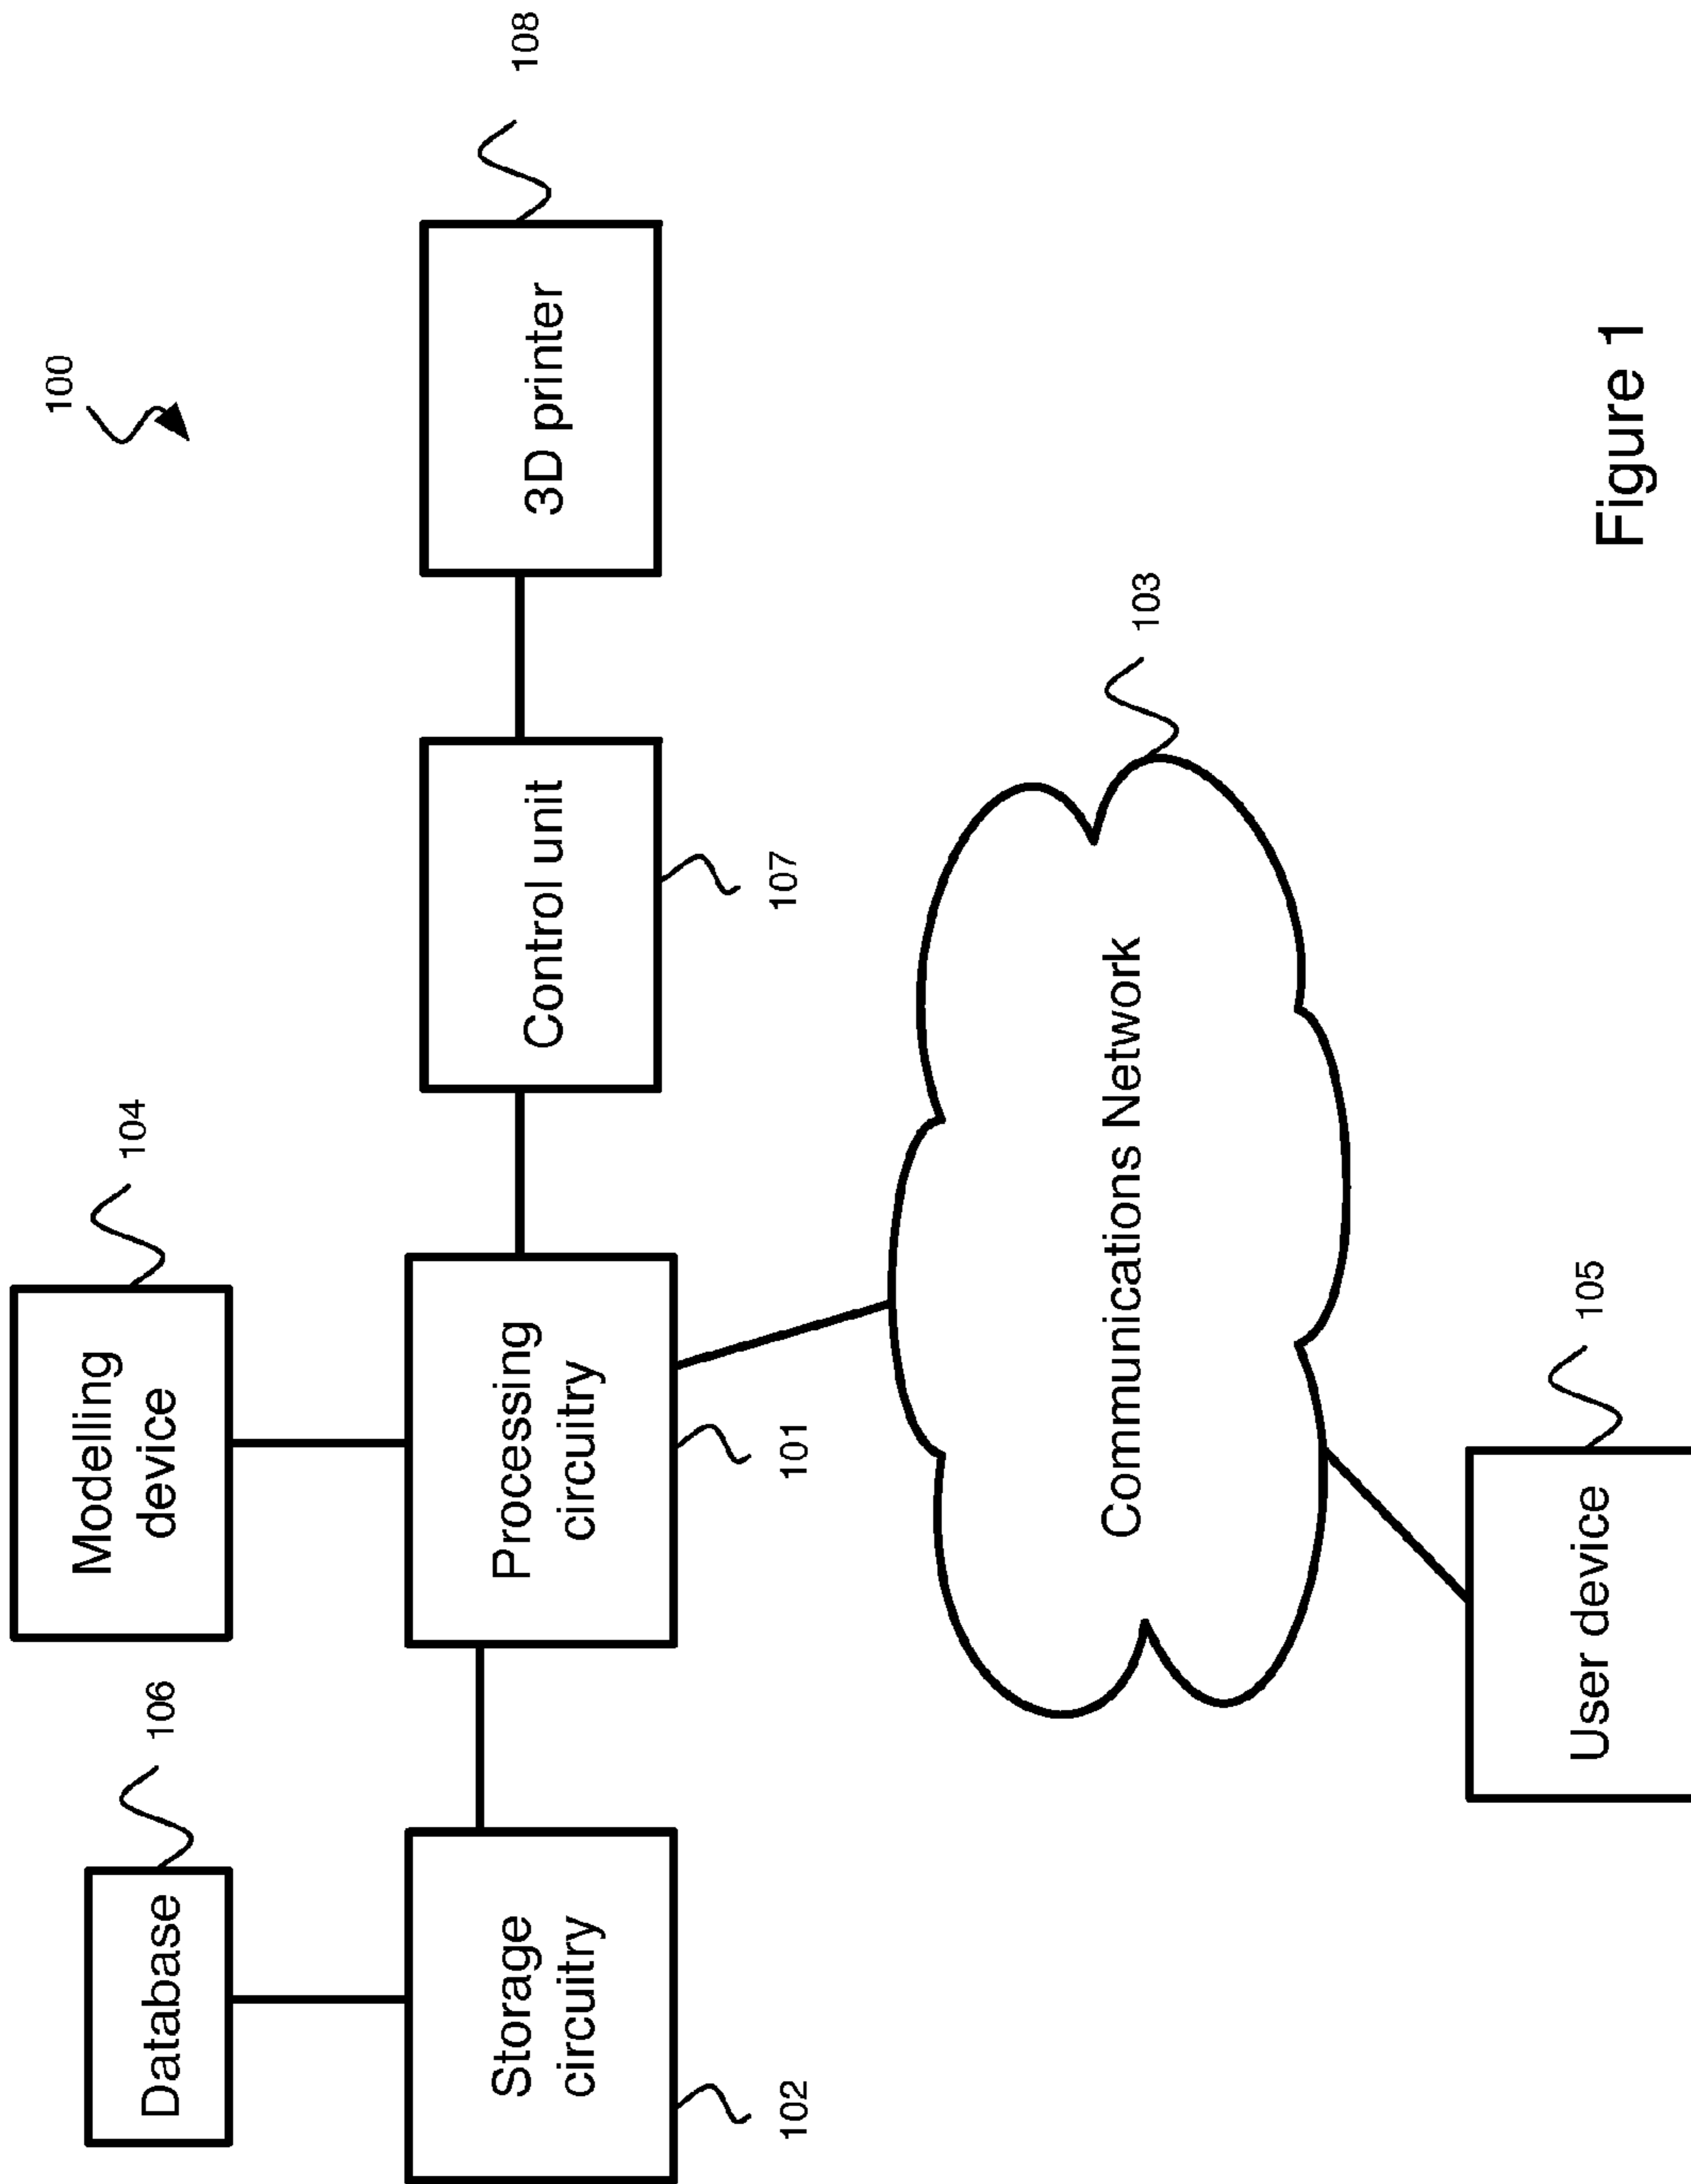 100
Database
106
Modelling
device
104
Storage
circuitry
102
Processing
circuitry
101
Control unit
107
3D printer
108
Communications Network
103
User device
105
Figure 1